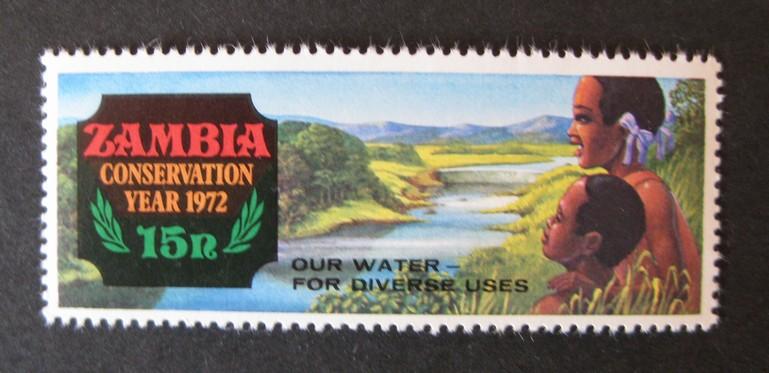 ZAMBIA
CONSERVATION
YEAR 1972
15n
OUR WATER –
FOR DIVERSE USES